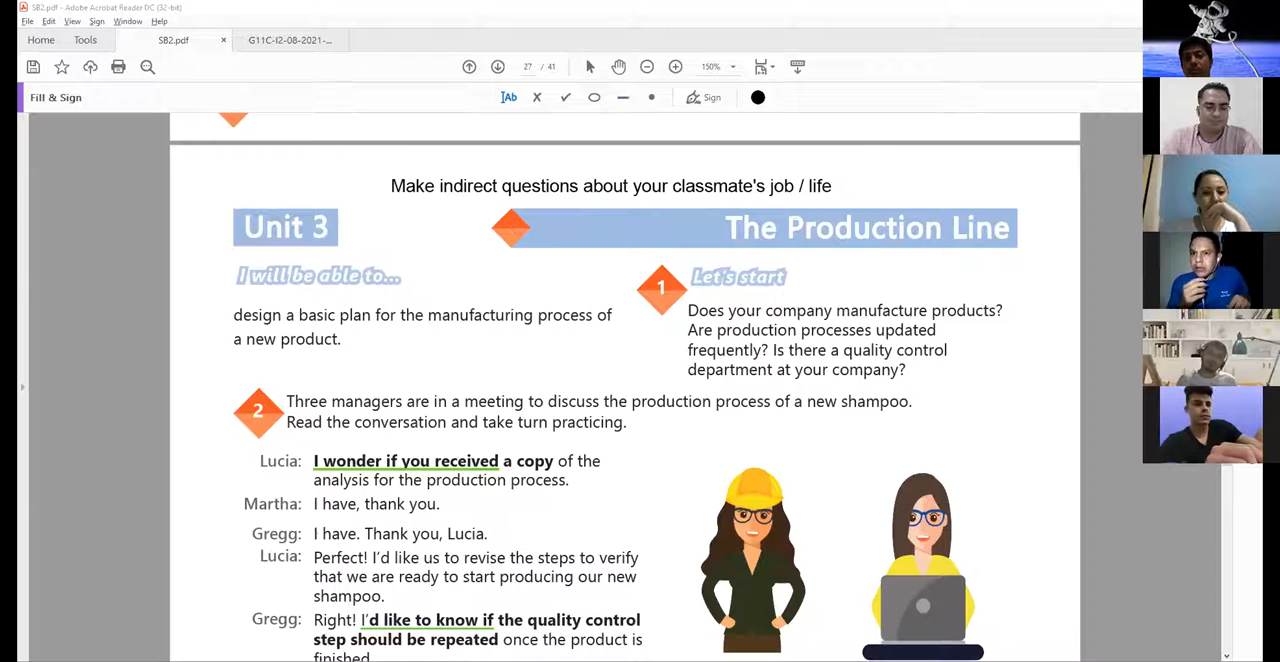 SB2.pdf - Adobe Acrobat Reader DC (32-bit)
File Edit View Sign Window Help
Home Tools SB2.pdf × G11C-I2-08-2021-...
27 / 41 150%
Fill & Sign Ab Sign
Make indirect questions about your classmate's job / life
Unit 3 The Production Line
I will be able to...
design a basic plan for the manufacturing process of
a new product.
1 Let's start
Does your company manufacture products?
Are production processes updated
frequently? Is there a quality control
department at your company?
2 Three managers are in a meeting to discuss the production process of a new shampoo.
Read the conversation and take turn practicing.
Lucia: I wonder if you received a copy of the
analysis for the production process.
Martha: I have, thank you.
Gregg: I have. Thank you, Lucia.
Lucia: Perfect! I'd like us to revise the steps to verify
that we are ready to start producing our new
shampoo.
Gregg: Right! I'd like to know if the quality control
step should be repeated once the product is
finished